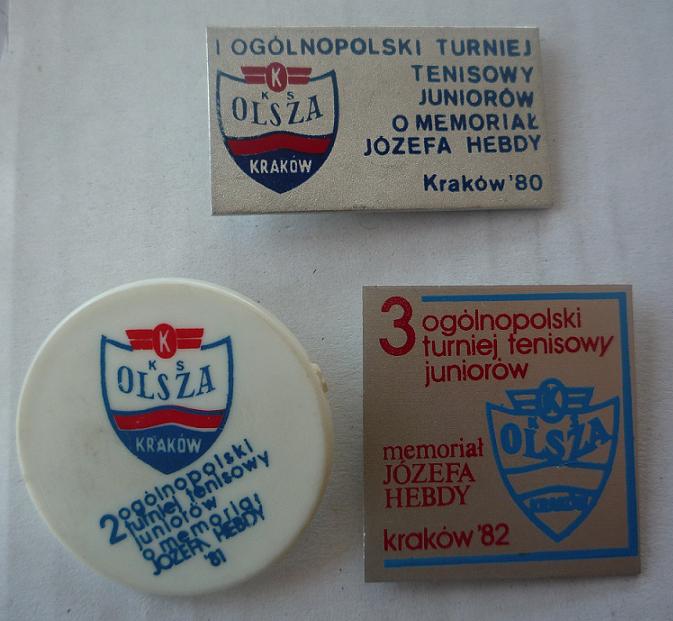 I OGÓLNOPOLSKI TURNIEJ
TENISOWY
JUNIORÓW
O MEMORIAŁ
JÓZEFA HEBDY
Kraków '80
K
K S
OLSZA
KRAKÓW
K
K S
OLSZA
KRAKÓW
2 ogólnopolski
turniej tenisowy
juniorów
o memoriał
JÓZEFA HEBDY
'81
3 ogólnopolski
turniej tenisowy
juniorów
K
K S
OLSZA
KRAKÓW
memoriał
JÓZEFA
HEBDY
kraków '82